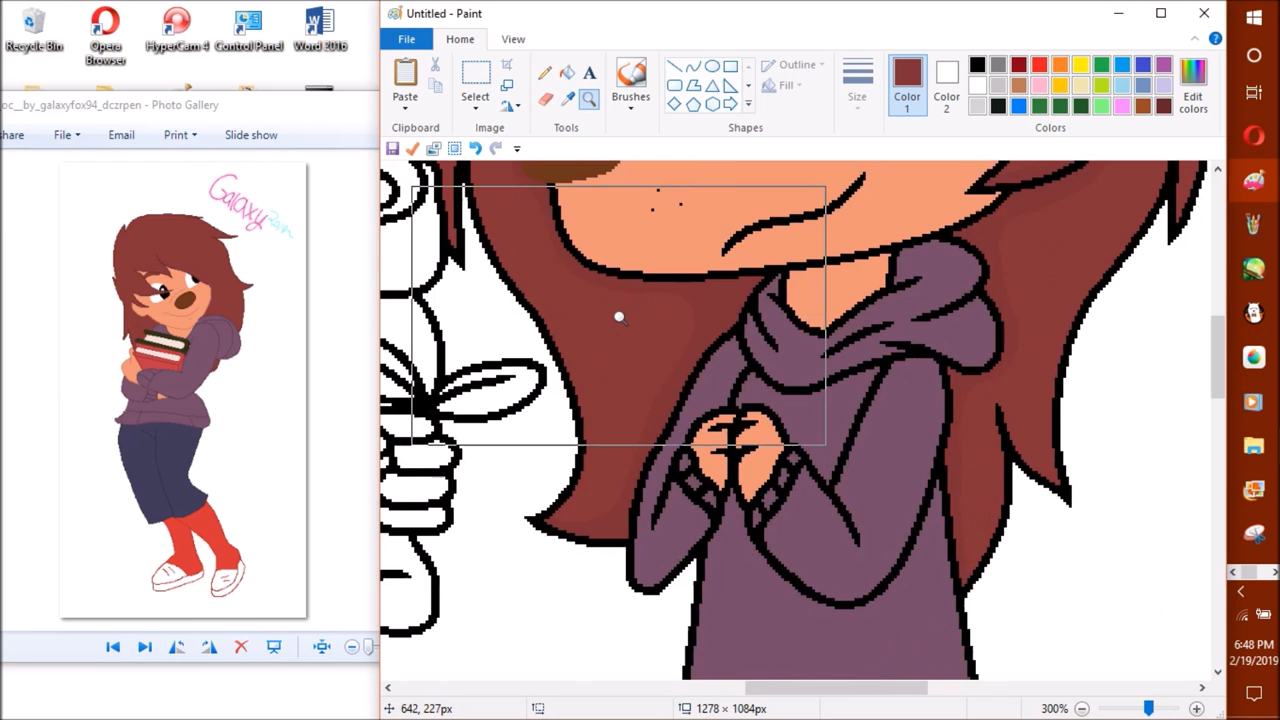 Recycle Bin
Opera Browser
HyperCam 4
Control Panel
Word 2016
oc__by_galaxyfox94_dczrpen - Photo Gallery
hare
File
Email
Print
Slide show
Galaxy
Untitled - Paint
File
Home
View
Paste
Clipboard
Select
Image
Tools
Brushes
Shapes
Outline
Fill
Size
Color 1
Color 2
Edit colors
Colors
642, 227px
1278 × 1084px
300%
6:48 PM
2/19/2019